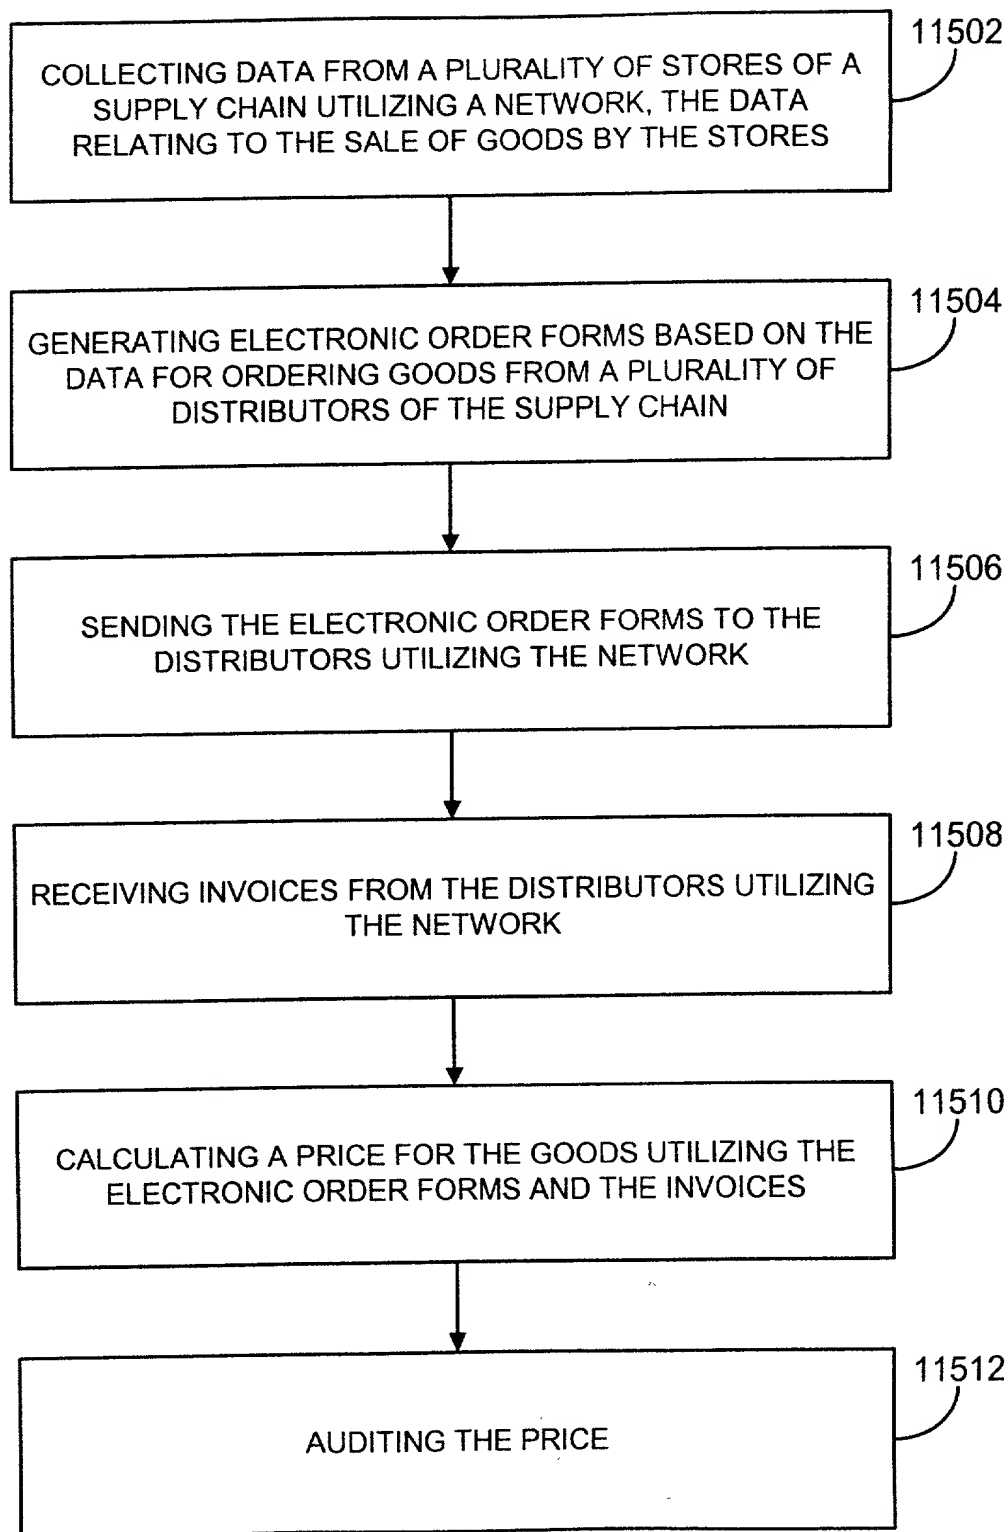 11502
COLLECTING DATA FROM A PLURALITY OF STORES OF A
SUPPLY CHAIN UTILIZING A NETWORK, THE DATA
RELATING TO THE SALE OF GOODS BY THE STORES
11504
GENERATING ELECTRONIC ORDER FORMS BASED ON THE
DATA FOR ORDERING GOODS FROM A PLURALITY OF
DISTRIBUTORS OF THE SUPPLY CHAIN
11506
SENDING THE ELECTRONIC ORDER FORMS TO THE
DISTRIBUTORS UTILIZING THE NETWORK
11508
RECEIVING INVOICES FROM THE DISTRIBUTORS UTILIZING
THE NETWORK
11510
CALCULATING A PRICE FOR THE GOODS UTILIZING THE
ELECTRONIC ORDER FORMS AND THE INVOICES
11512
AUDITING THE PRICE